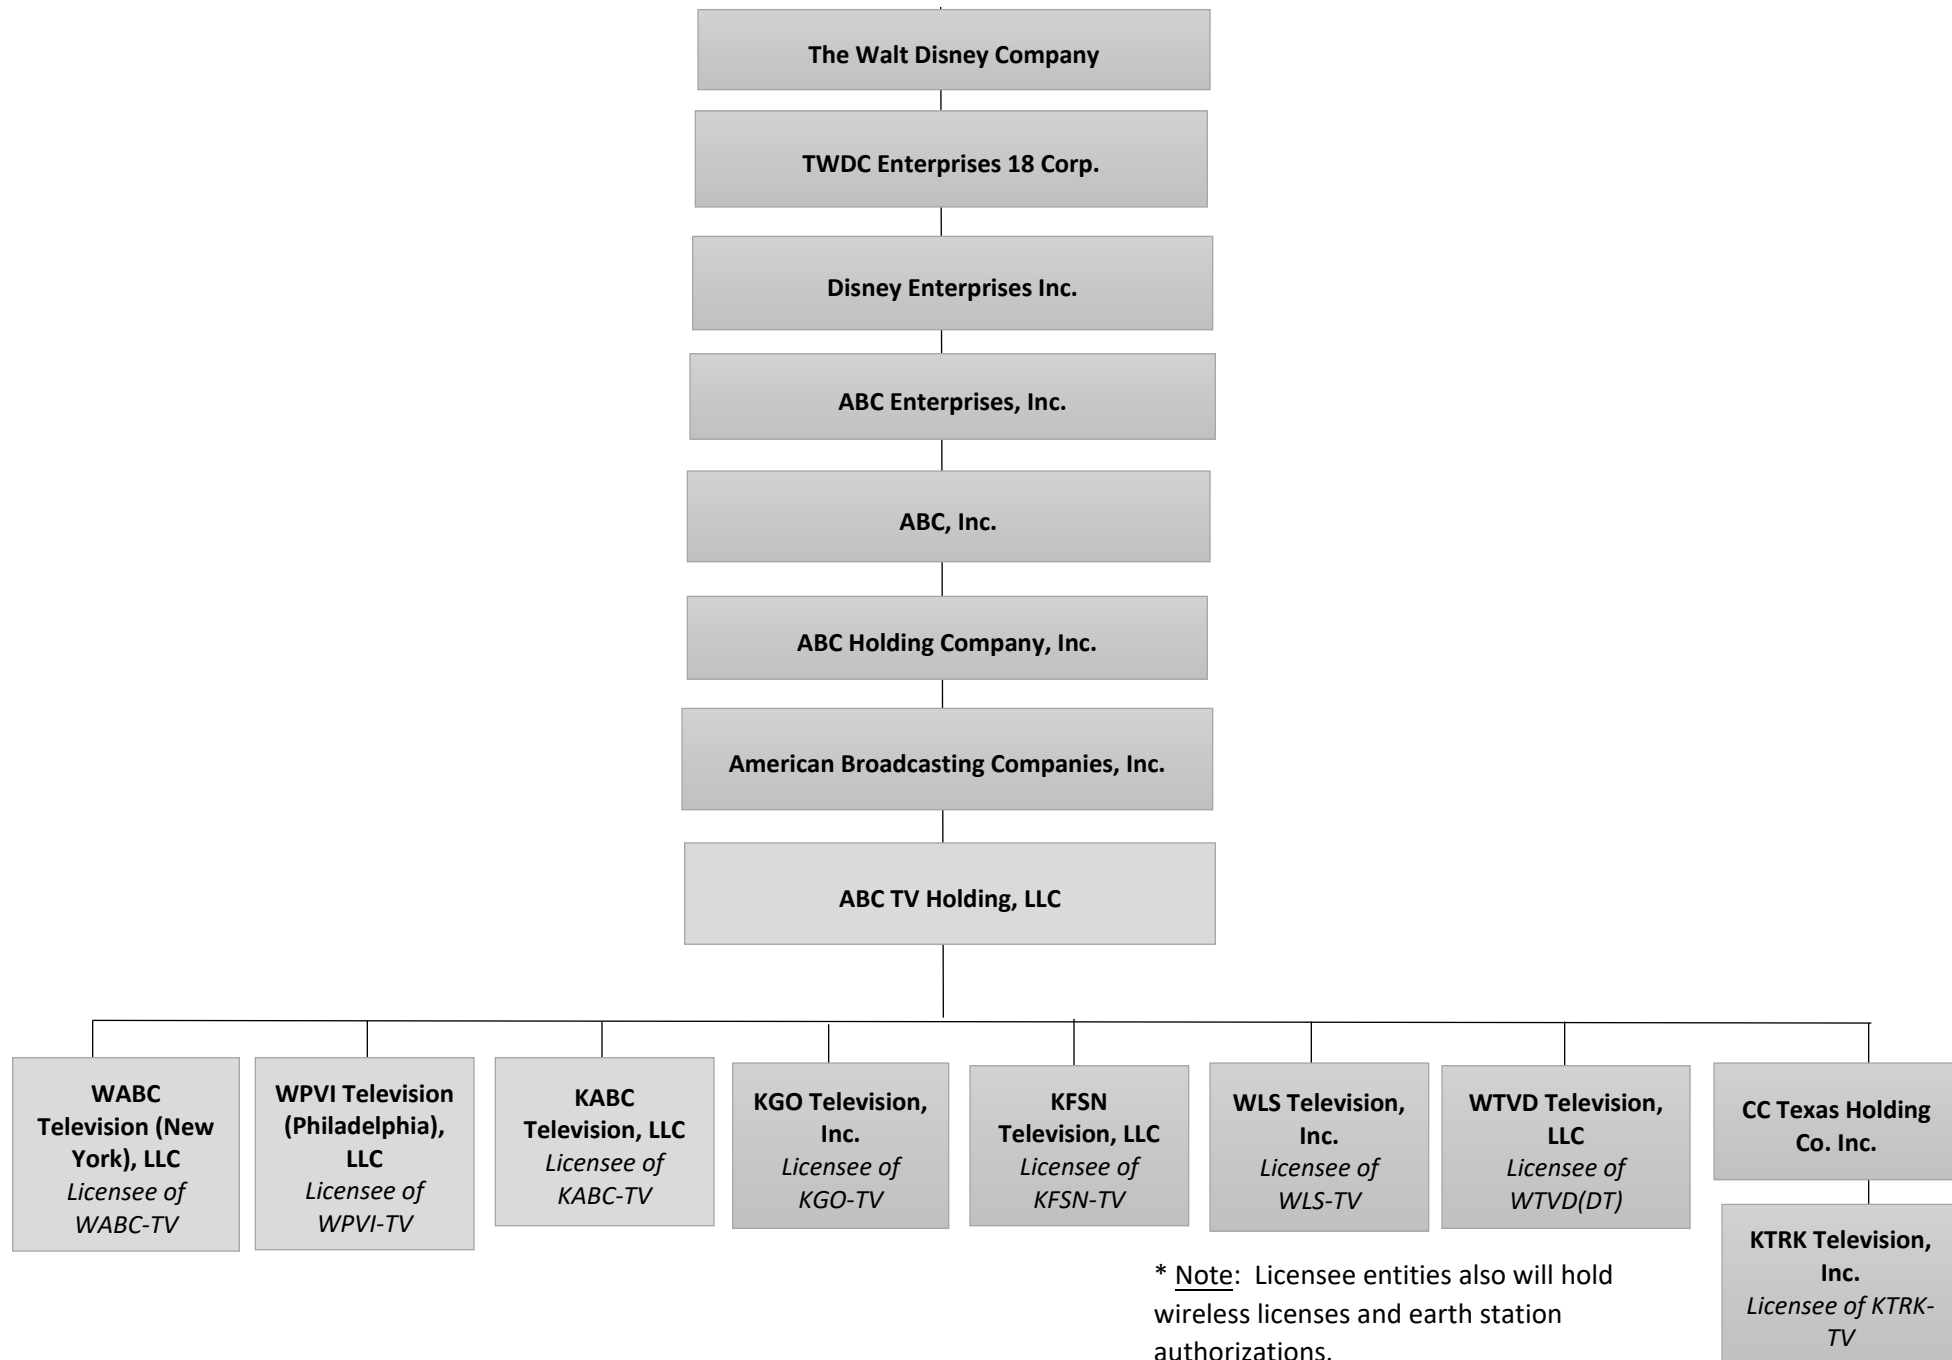 The Walt Disney Company
TWDC Enterprises 18 Corp.
Disney Enterprises Inc.
ABC Enterprises, Inc.
ABC, Inc.
ABC Holding Company, Inc.
American Broadcasting Companies, Inc.
ABC TV Holding, LLC
WABC
Television (New
York), LLC
Licensee of
WABC-TV
WPVI Television
(Philadelphia),
LLC
Licensee of
WPVI-TV
KABC
Television, LLC
Licensee of
KABC-TV
KGO Television,
Inc.
Licensee of
KGO-TV
KFSN
Television, LLC
Licensee of
KFSN-TV
WLS Television,
Inc.
Licensee of
WLS-TV
WTVD Television,
LLC
Licensee of
WTVD(DT)
CC Texas Holding
Co. Inc.
KTRK Television,
Inc.
Licensee of KTRK-
TV
* Note:  Licensee entities also will hold
wireless licenses and earth station
authorizations.